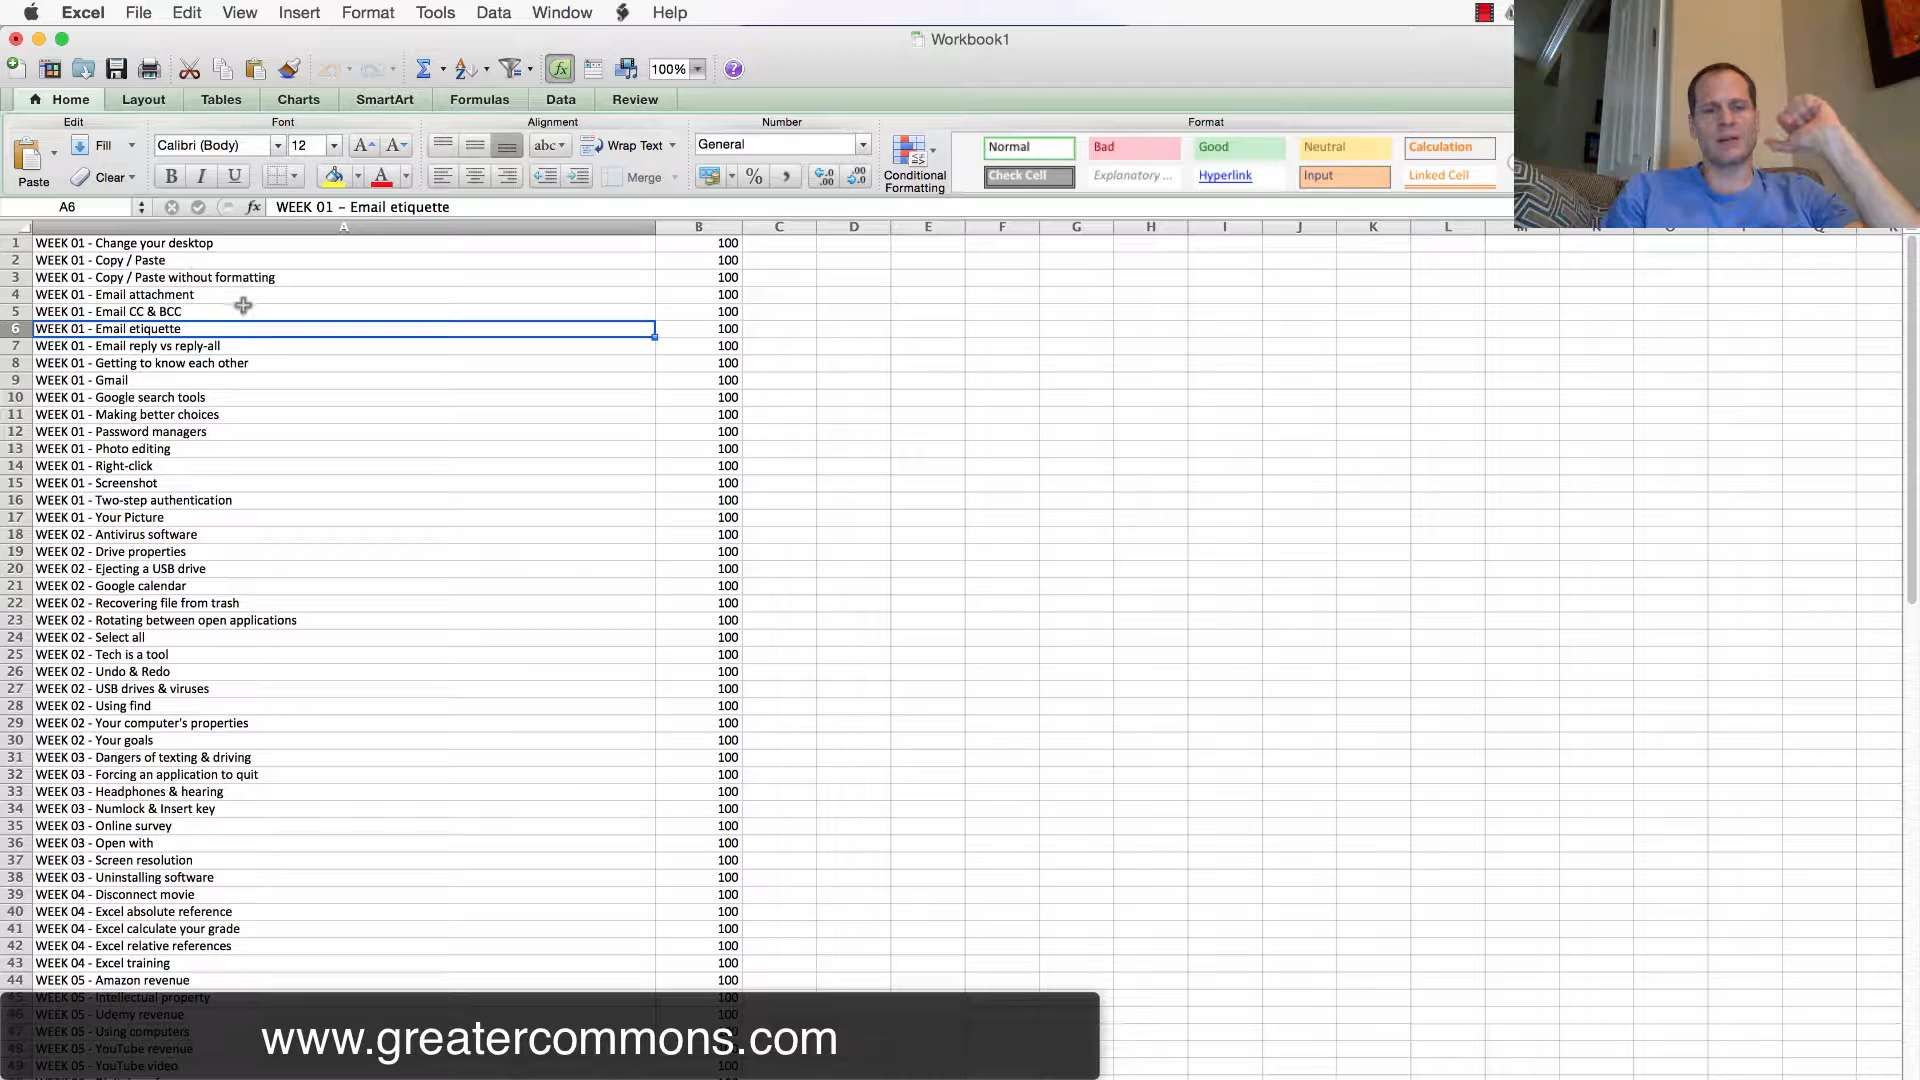 Excel File Edit View Insert Format Tools Data Window Help
Workbook1
100%
Home Layout Tables Charts SmartArt Formulas Data Review
Edit Font Alignment Number Format
Fill Calibri (Body) 12 abc Wrap Text General Normal Bad Good Neutral Calculation
Paste Clear B I U Merge % Conditional Formatting Check Cell Explanatory ... Hyperlink Input Linked Cell
A6 fx WEEK 01 - Email etiquette
A B C D E F G H I J K L
1 WEEK 01 - Change your desktop 100
2 WEEK 01 - Copy / Paste 100
3 WEEK 01 - Copy / Paste without formatting 100
4 WEEK 01 - Email attachment 100
5 WEEK 01 - Email CC & BCC 100
6 WEEK 01 - Email etiquette 100
7 WEEK 01 - Email reply vs reply-all 100
8 WEEK 01 - Getting to know each other 100
9 WEEK 01 - Gmail 100
10 WEEK 01 - Google search tools 100
11 WEEK 01 - Making better choices 100
12 WEEK 01 - Password managers 100
13 WEEK 01 - Photo editing 100
14 WEEK 01 - Right-click 100
15 WEEK 01 - Screenshot 100
16 WEEK 01 - Two-step authentication 100
17 WEEK 01 - Your Picture 100
18 WEEK 02 - Antivirus software 100
19 WEEK 02 - Drive properties 100
20 WEEK 02 - Ejecting a USB drive 100
21 WEEK 02 - Google calendar 100
22 WEEK 02 - Recovering file from trash 100
23 WEEK 02 - Rotating between open applications 100
24 WEEK 02 - Select all 100
25 WEEK 02 - Tech is a tool 100
26 WEEK 02 - Undo & Redo 100
27 WEEK 02 - USB drives & viruses 100
28 WEEK 02 - Using find 100
29 WEEK 02 - Your computer's properties 100
30 WEEK 02 - Your goals 100
31 WEEK 03 - Dangers of texting & driving 100
32 WEEK 03 - Forcing an application to quit 100
33 WEEK 03 - Headphones & hearing 100
34 WEEK 03 - Numlock & Insert key 100
35 WEEK 03 - Online survey 100
36 WEEK 03 - Open with 100
37 WEEK 03 - Screen resolution 100
38 WEEK 03 - Uninstalling software 100
39 WEEK 04 - Disconnect movie 100
40 WEEK 04 - Excel absolute reference 100
41 WEEK 04 - Excel calculate your grade 100
42 WEEK 04 - Excel relative references 100
43 WEEK 04 - Excel training 100
44 WEEK 05 - Amazon revenue 100
45 WEEK 05 - Intellectual property 100
46 WEEK 05 - Udemy revenue 100
47 WEEK 05 - Using computers 100
48 WEEK 05 - YouTube revenue 100
49 WEEK 05 - YouTube video 100
www.greatercommons.com